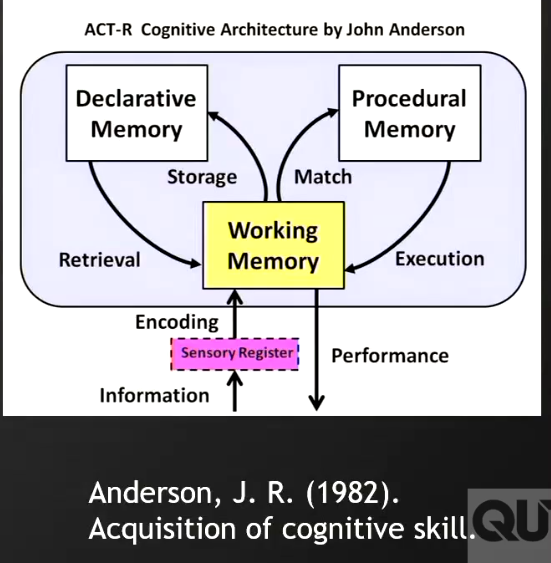 ACT-R Cognitive Architecture by John Anderson
Declarative
Memory
Procedural
Memory
Storage
Match
Working
Memory
Retrieval
Execution
Encoding
Sensory Register
Performance
Information
Anderson, J. R. (1982).
Acquisition of cognitive skill.
QU